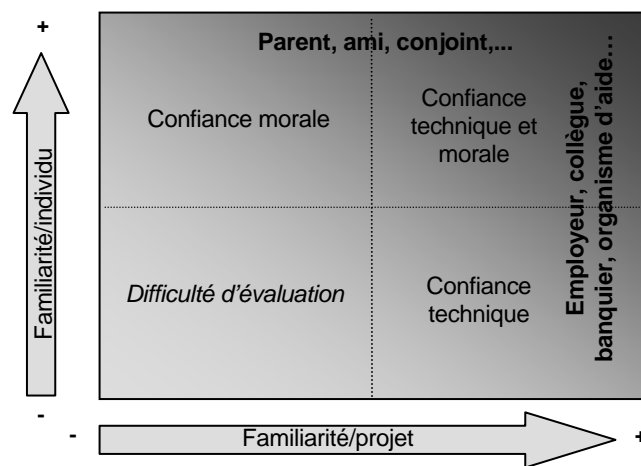 +
Parent, ami, conjoint,...
Confiance morale
Confiance
technique et
morale
Employeur, collègue,
banquier, organisme d'aide…
Familiarité/individu
Difficulté d'évaluation
Confiance
technique
-
-
Familiarité/projet
+